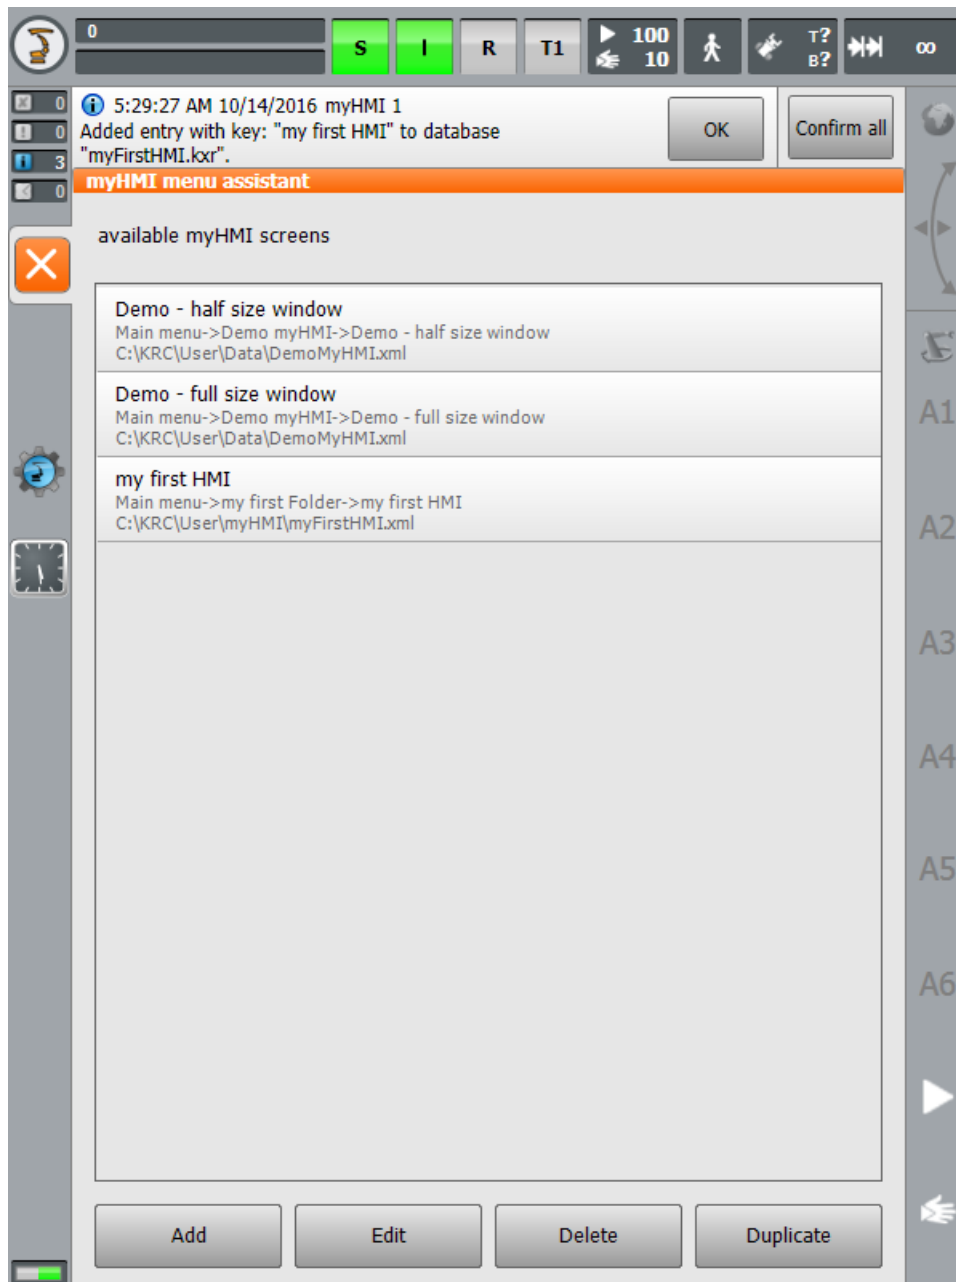 0
S I R T1
100
10
T?
B?
∞
0
0
3
0
5:29:27 AM 10/14/2016 myHMI 1
Added entry with key: "my first HMI" to database
"myFirstHMI.kxr".
OK
Confirm all
myHMI menu assistant
available myHMI screens
Demo - half size window
Main menu->Demo myHMI->Demo - half size window
C:\KRC\User\Data\DemoMyHMI.xml
Demo - full size window
Main menu->Demo myHMI->Demo - full size window
C:\KRC\User\Data\DemoMyHMI.xml
my first HMI
Main menu->my first Folder->my first HMI
C:\KRC\User\myHMI\myFirstHMI.xml
A1
A2
A3
A4
A5
A6
Add Edit Delete Duplicate